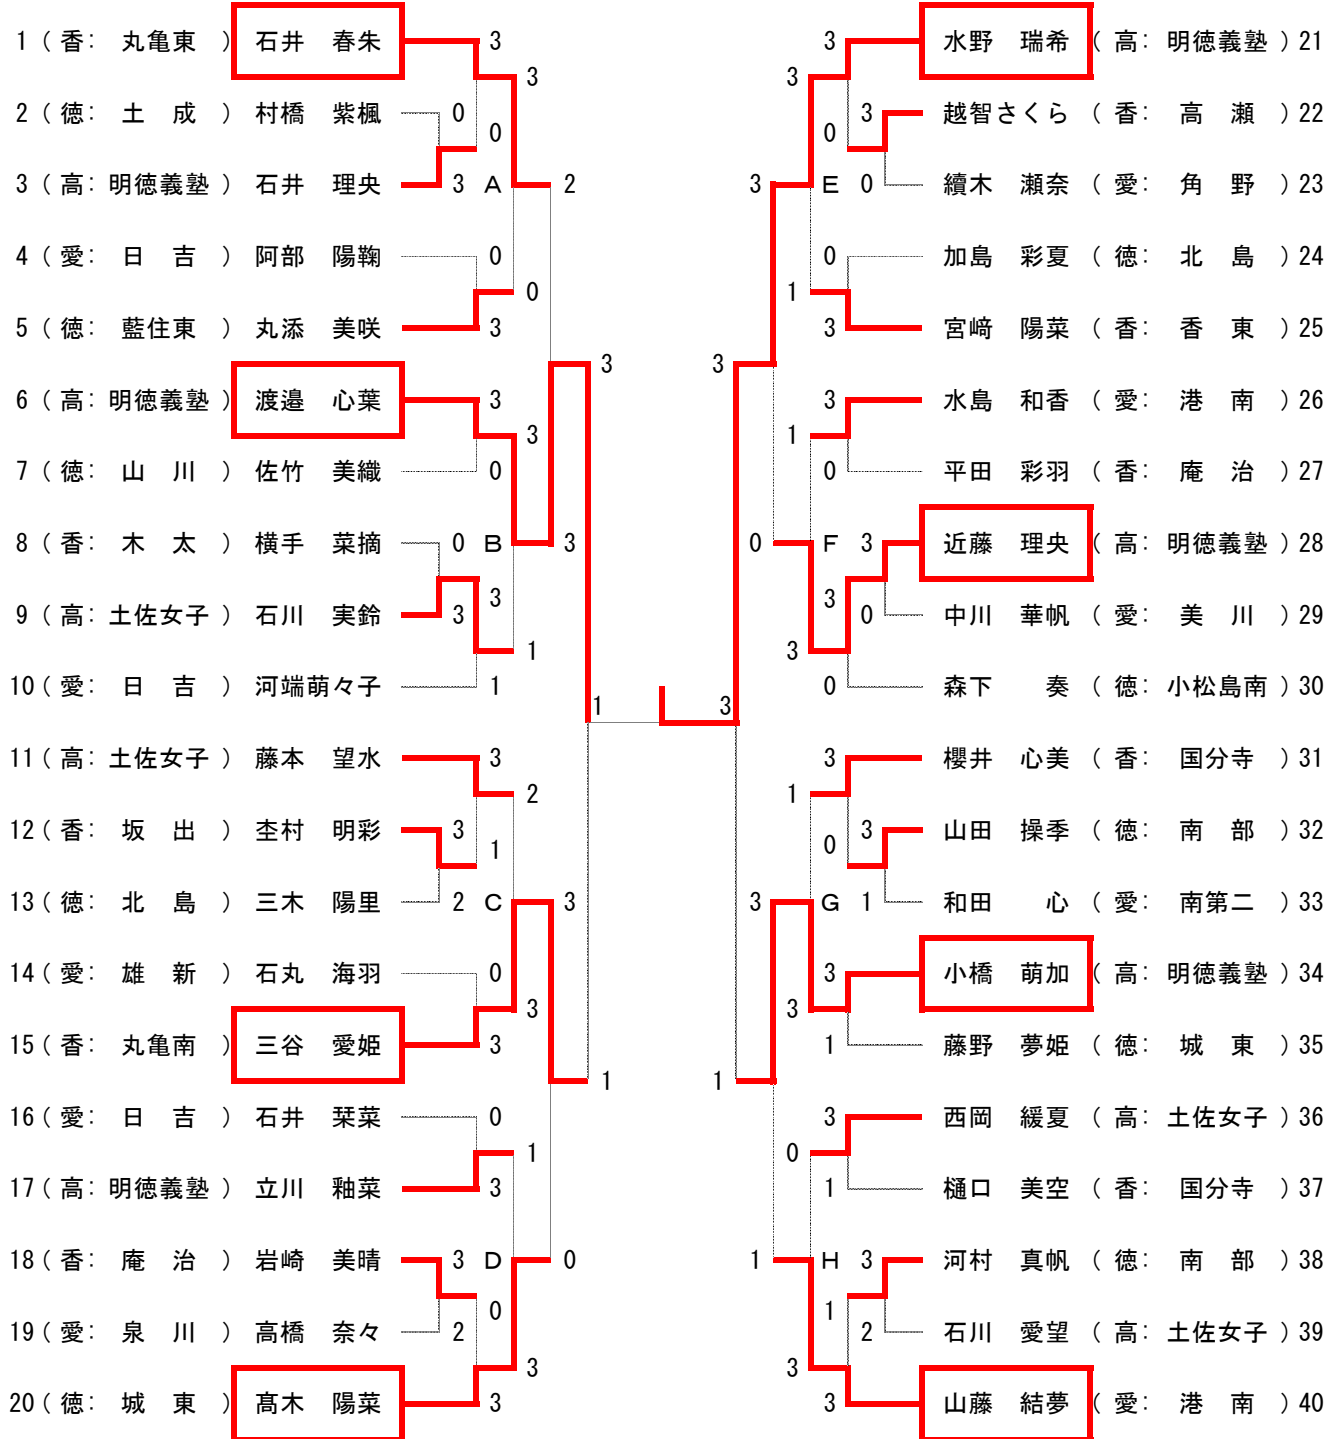 1 ( 香: 丸亀東 ) 石井 春朱 3 3 水野 瑞希 ( 高: 明徳義塾 ) 21
3 3
2 ( 徳: 土 成 ) 村橋 紫楓 0 3 越智さくら ( 香: 高 瀬 ) 22
0 0
3 ( 高: 明徳義塾 ) 石井 理央 3 A 2 3 E 0 續木 瀬奈 ( 愛: 角 野 ) 23
4 ( 愛: 日 吉 ) 阿部 陽鞠 0 0 加島 彩夏 ( 徳: 北 島 ) 24
0 1
5 ( 徳: 藍住東 ) 丸添 美咲 3 3 宮﨑 陽菜 ( 香: 香 東 ) 25
3 3
6 ( 高: 明徳義塾 ) 渡邉 心葉 3 3 水島 和香 ( 愛: 港 南 ) 26
3 1
7 ( 徳: 山 川 ) 佐竹 美織 0 0 平田 彩羽 ( 香: 庵 治 ) 27
8 ( 香: 木 太 ) 横手 菜摘 0 B 3 0 F 3 近藤 理央 ( 高: 明徳義塾 ) 28
3 3
9 ( 高: 土佐女子 ) 石川 実鈴 3 0 中川 華帆 ( 愛: 美 川 ) 29
1 3
10 ( 愛: 日 吉 ) 河端萌々子 1 0 森下 奏 ( 徳: 小松島南 ) 30
1 3
11 ( 高: 土佐女子 ) 藤本 望水 3 3 櫻井 心美 ( 香: 国分寺 ) 31
2 1
12 ( 香: 坂 出 ) 杢村 明彩 3 3 山田 操季 ( 徳: 南 部 ) 32
1 0
13 ( 徳: 北 島 ) 三木 陽里 2 C 3 3 G 1 和田 心 ( 愛: 南第二 ) 33
14 ( 愛: 雄 新 ) 石丸 海羽 0 3 小橋 萌加 ( 高: 明徳義塾 ) 34
3 3
15 ( 香: 丸亀南 ) 三谷 愛姫 3 1 藤野 夢姫 ( 徳: 城 東 ) 35
1 1
16 ( 愛: 日 吉 ) 石井 栞菜 0 3 西岡 緩夏 ( 高: 土佐女子 ) 36
1 0
17 ( 高: 明徳義塾 ) 立川 釉菜 3 1 樋口 美空 ( 香: 国分寺 ) 37
18 ( 香: 庵 治 ) 岩崎 美晴 3 D 0 1 H 3 河村 真帆 ( 徳: 南 部 ) 38
0 1
19 ( 愛: 泉 川 ) 高橋 奈々 2 2 石川 愛望 ( 高: 土佐女子 ) 39
3 3
20 ( 徳: 城 東 ) 髙木 陽菜 3 3 山藤 結夢 ( 愛: 港 南 ) 40